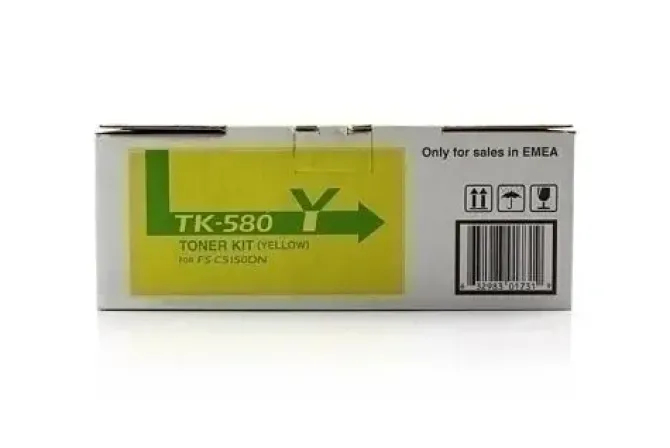 Only for sales in EMEA
TK-580 Y
TONER KIT (YELLOW)
FOR FS-C5150DN